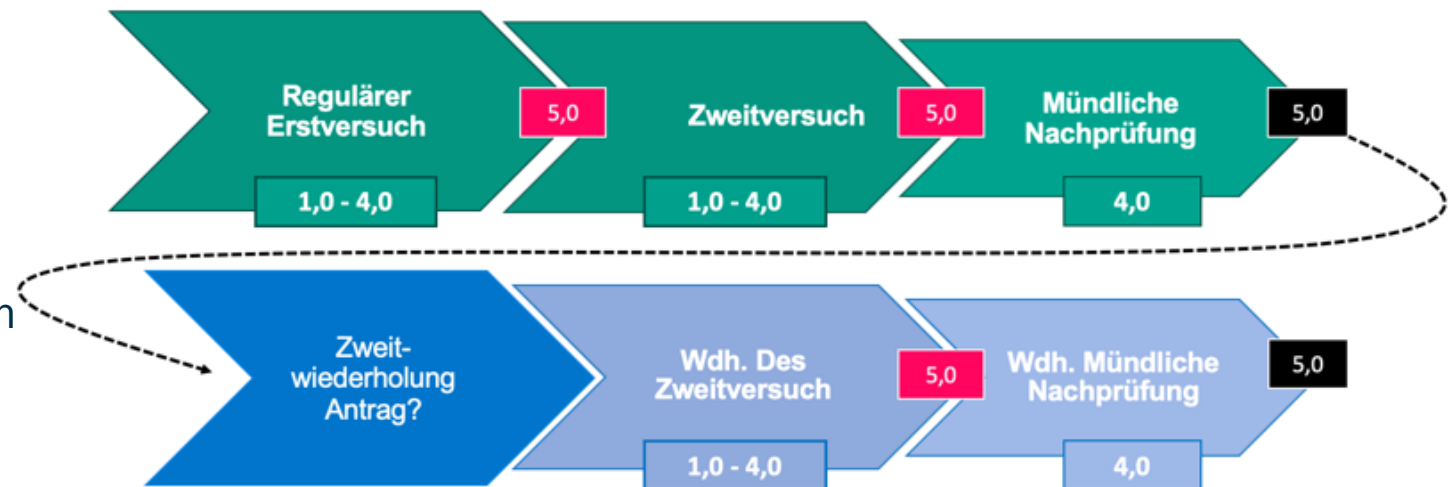 Regulärer
Erstversuch
5,0
Zweitversuch
5,0
Mündliche
Nachprüfung
5,0
1,0 - 4,0
1,0 - 4,0
4,0
n
Zweit-
wiederholung
Antrag?
Wdh. Des
Zweitversuch
5,0
Wdh. Mündliche
Nachprüfung
5,0
1,0 - 4,0
4,0